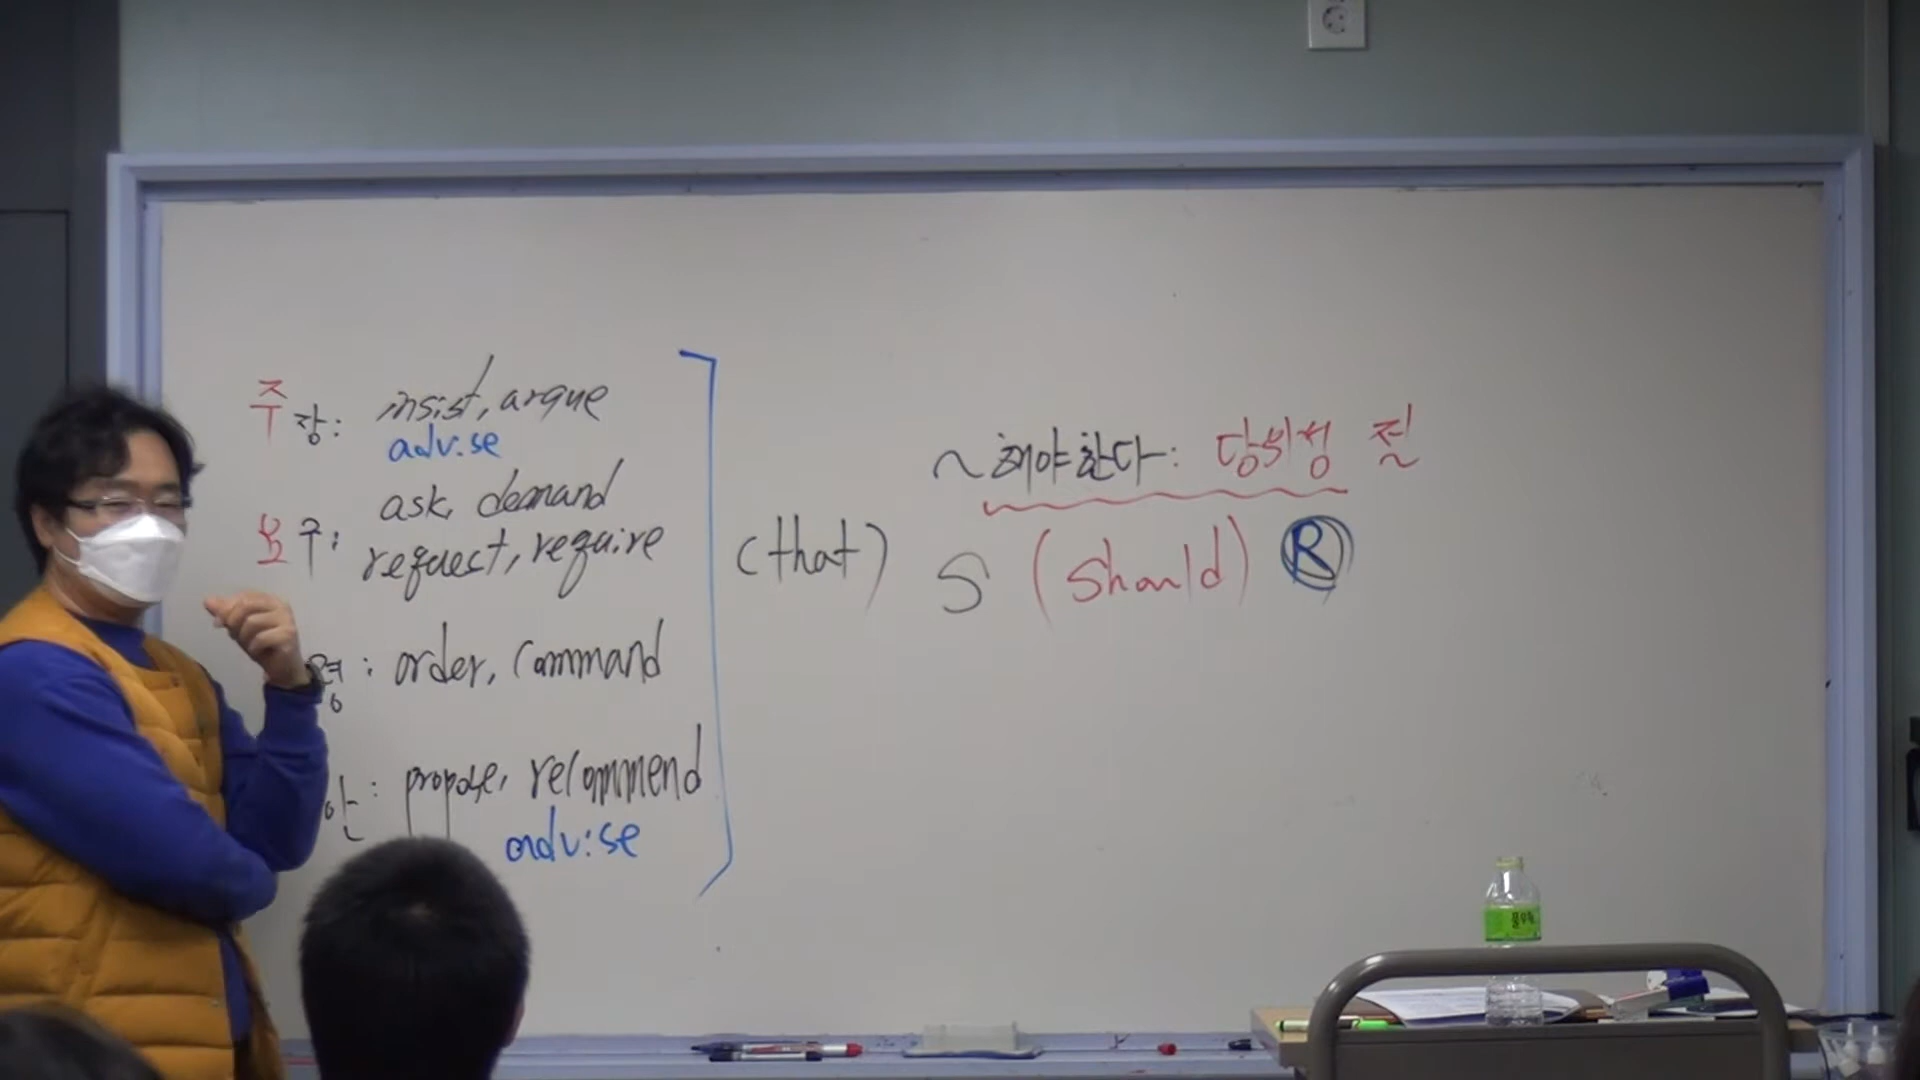 주장: insist, argue
advise
ask, demand
요구: request, require
령: order, command
안: propose, recommend
advise
(that) S (should) R
~해야한다: 당위성 절